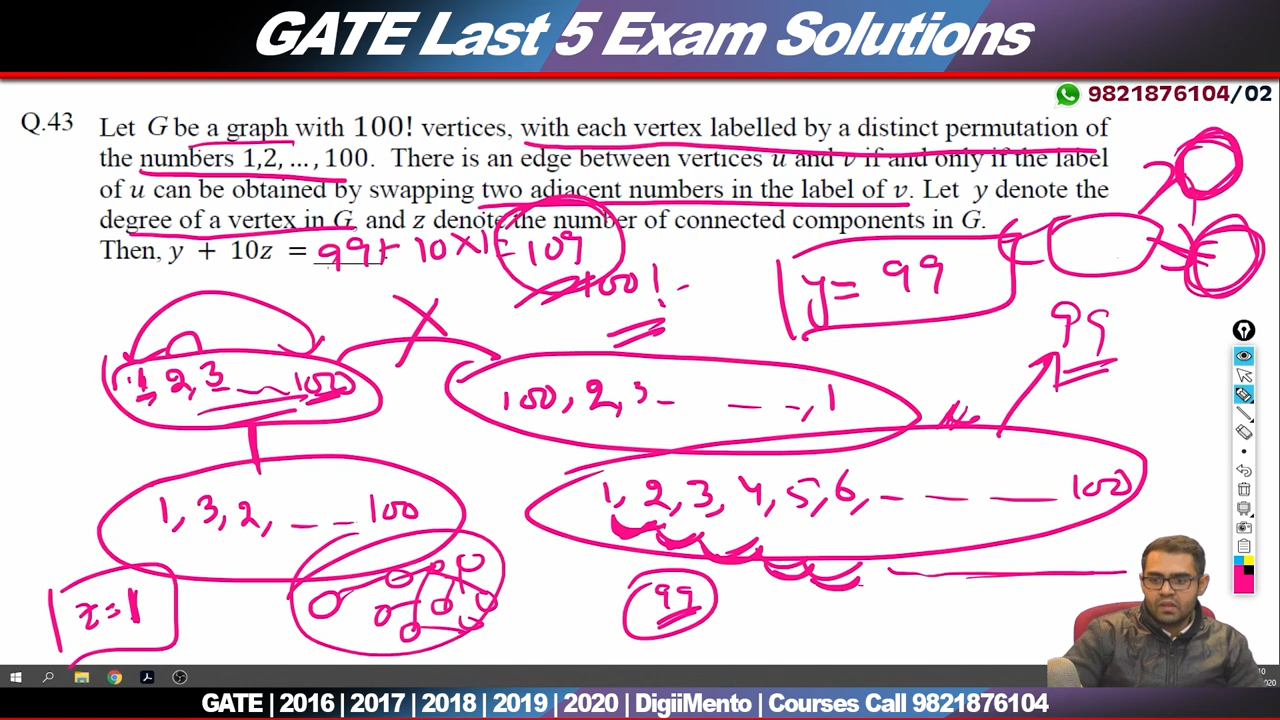 GATE Last 5 Exam Solutions
9821876104/02
Q.43
Let G be a graph with 100! vertices, with each vertex labelled by a distinct permutation of
the numbers 1,2, ..., 100. There is an edge between vertices u and v if and only if the label
of u can be obtained by swapping two adjacent numbers in the label of v. Let y denote the
degree of a vertex in G, and z denote the number of connected components in G.
Then, y + 10z = 99 + 10 × 1 = 109
100!
y = 99
99
1, 2, 3 _ _ 100
100, 2, 3 - - - -, 1
1, 3, 2, _ _ 100
1, 2, 3, 4, 5, 6, _ _ _ _ 100
z = 1
99
GATE | 2016 | 2017 | 2018 | 2019 | 2020 | DigiiMento | Courses Call 9821876104